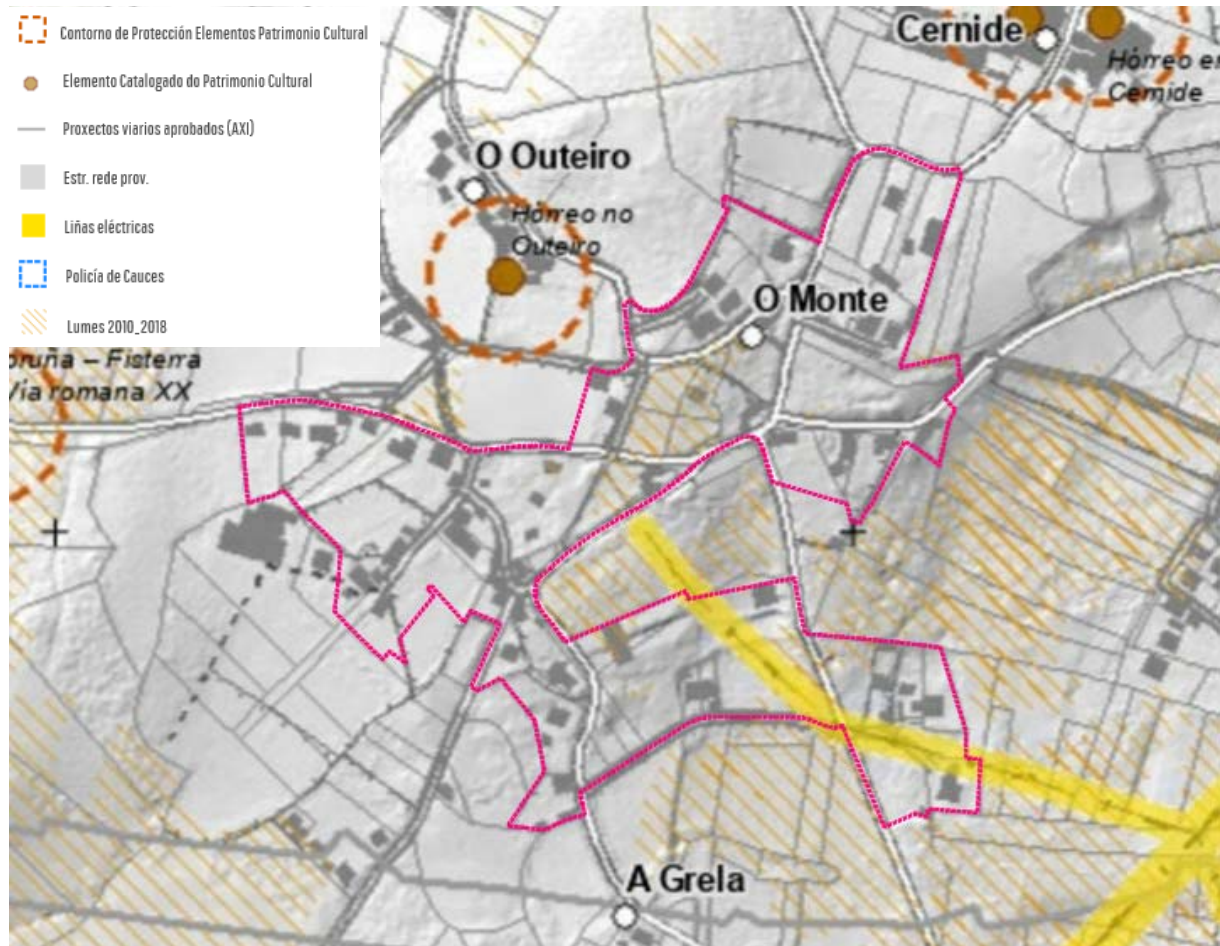 Contorno de Protección Elementos Patrimonio Cultural
Elemento Catalogado do Patrimonio Cultural
Proxectos viarios aprobados (AXI)
Estr. rede prov.
Liñas eléctricas
Policía de Cauces
Lumes 2010_2018
Cernide
Hórreo en
Cernide
O Outeiro
Hórreo no
Outeiro
O Monte
oruña – Fisterra
Vía romana XX
A Grela